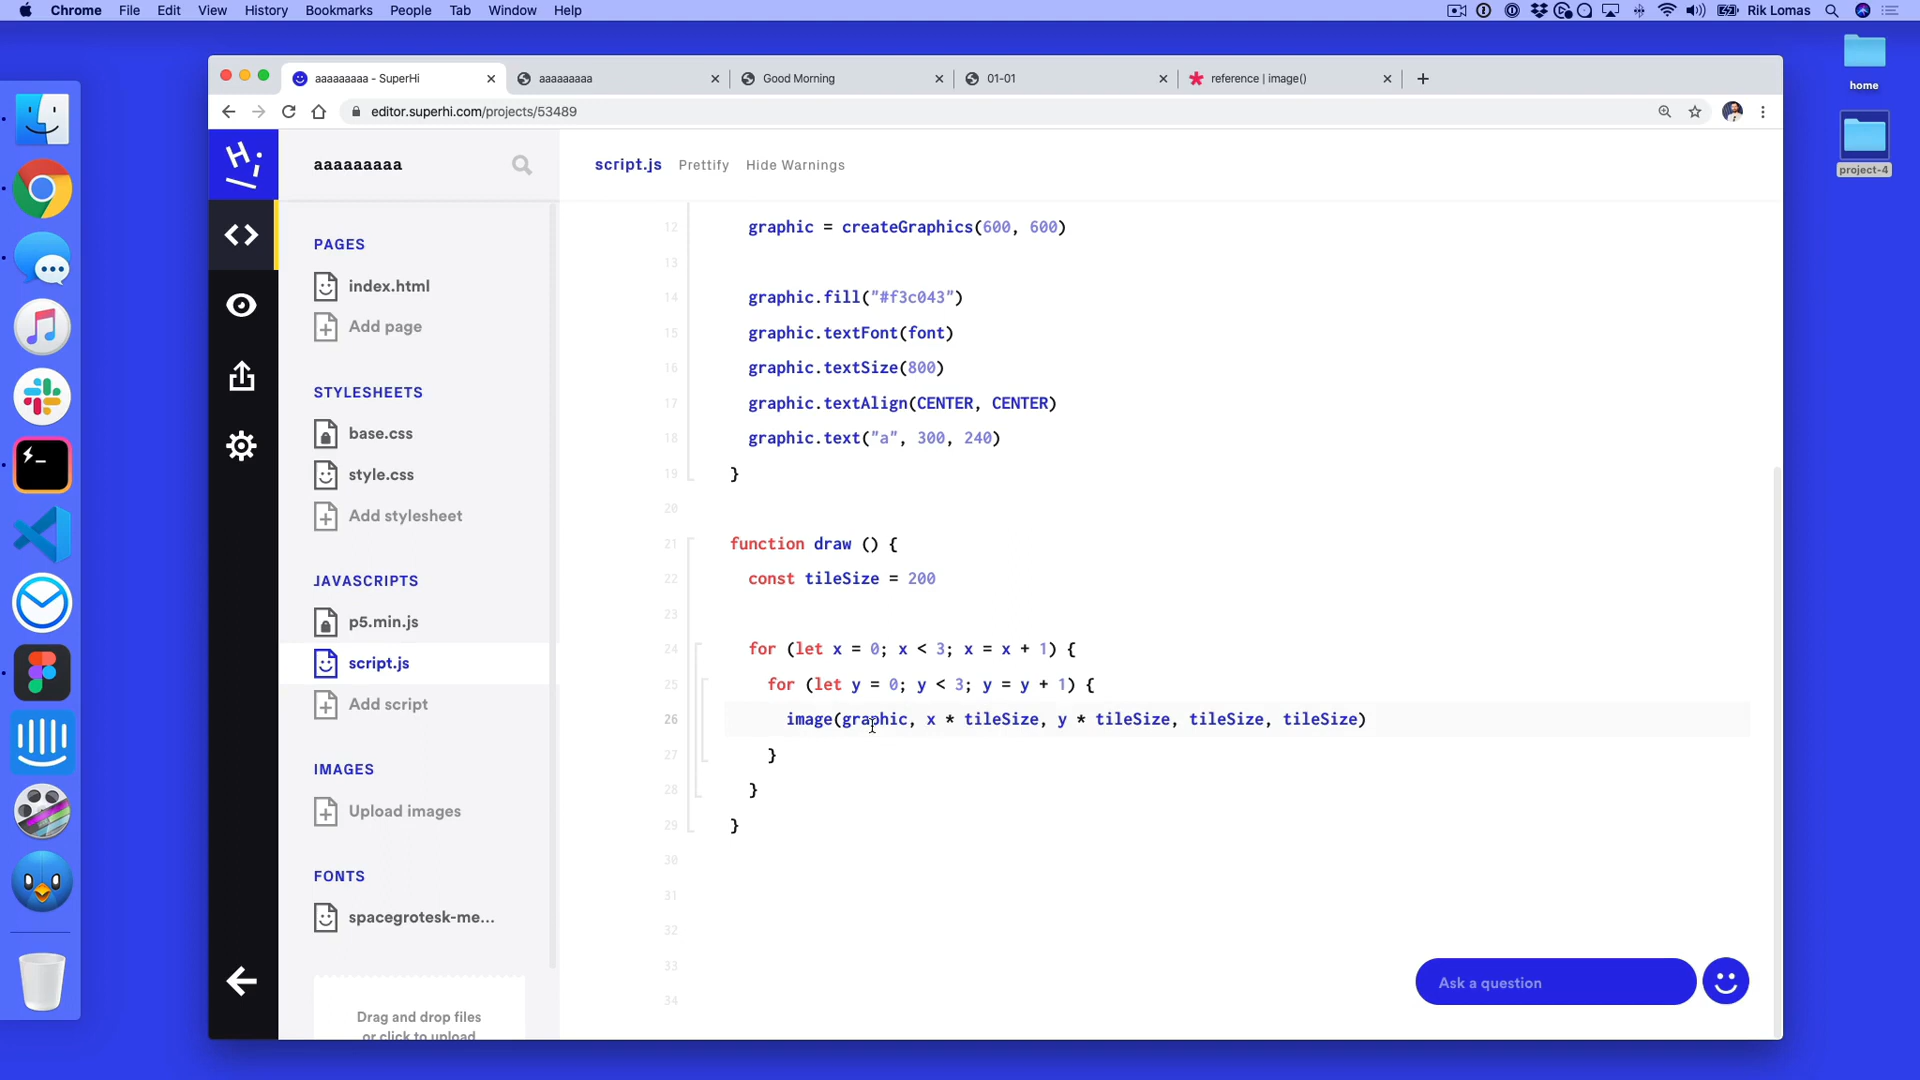 Chrome File Edit View History Bookmarks People Tab Window Help Rik Lomas
home
project-4
aaaaaaaaa - SuperHi
aaaaaaaaa
Good Morning
01-01
reference | image()
editor.superhi.com/projects/53489
Hi
aaaaaaaaa
script.js Prettify Hide Warnings
PAGES
index.html
Add page
STYLESHEETS
base.css
style.css
Add stylesheet
JAVASCRIPTS
p5.min.js
script.js
Add script
IMAGES
Upload images
FONTS
spacegrotesk-me...
Drag and drop files
or click to upload
12 graphic = createGraphics(600, 600)
13
14 graphic.fill("#f3c043")
15 graphic.textFont(font)
16 graphic.textSize(800)
17 graphic.textAlign(CENTER, CENTER)
18 graphic.text("a", 300, 240)
19 }
20
21 function draw () {
22 const tileSize = 200
23
24 for (let x = 0; x < 3; x = x + 1) {
25 for (let y = 0; y < 3; y = y + 1) {
26 image(graphic, x * tileSize, y * tileSize, tileSize, tileSize)
27 }
28 }
29 }
30
31
32
33
34
Ask a question